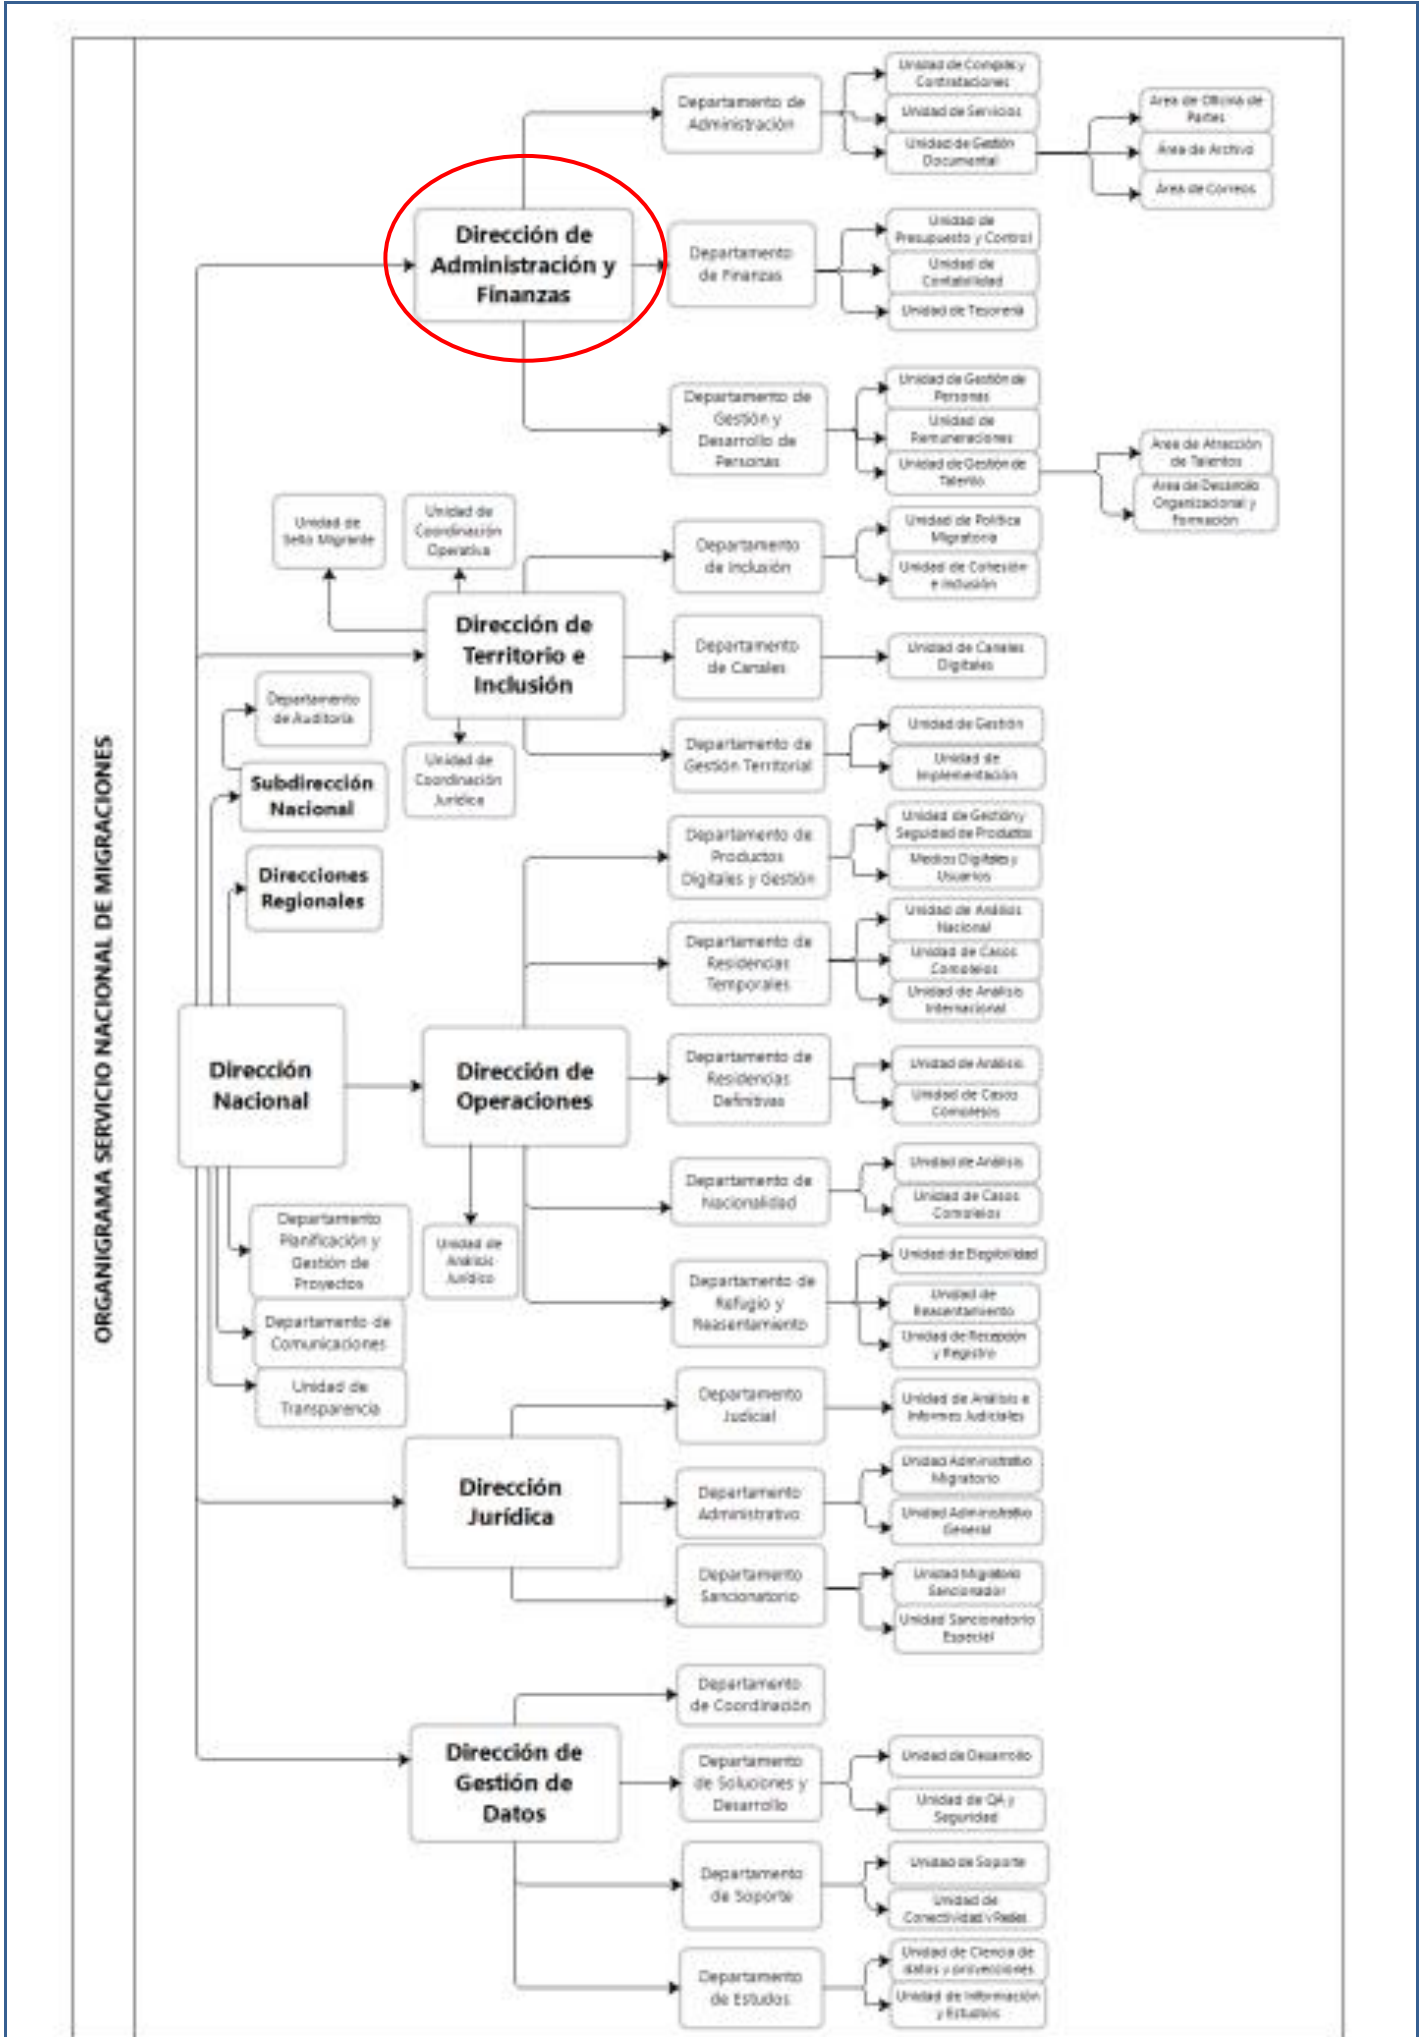 ORGANIGRAMA SERVICIO NACIONAL DE MIGRACIONES
Dirección
Nacional
Subdirección
Nacional
Departamento
de Auditoría
Direcciones
Regionales
Departamento
Planificación y
Gestión de
Proyectos
Departamento de
Comunicaciones
Unidad de
Transparencia
Dirección de
Administración y
Finanzas
Departamento de
Administración
Unidad de Compras y
Contrataciones
Unidad de Servicios
Unidad de Gestión
Documental
Área de Oficina de
Partes
Área de Archivo
Área de Correos
Departamento
de Finanzas
Unidad de
Presupuesto y Control
Unidad de
Contabilidad
Unidad de Tesorería
Departamento de
Gestión y
Desarrollo de
Personas
Unidad de Gestión de
Personas
Unidad de
Remuneraciones
Unidad de Gestión de
Talento
Área de Atracción
de Talentos
Área de Desarrollo
Organizacional y
Formación
Dirección de
Territorio e
Inclusión
Unidad de
Sello Migrante
Unidad de
Coordinación
Operativa
Unidad de
Coordinación
Jurídica
Departamento
de Inclusión
Unidad de Política
Migratoria
Unidad de Cohesión
e Inclusión
Departamento
de Canales
Unidad de Canales
Digitales
Departamento de
Gestión Territorial
Unidad de Gestión
Unidad de
Implementación
Dirección de
Operaciones
Unidad de
Análisis
Jurídico
Departamento de
Productos
Digitales y Gestión
Unidad de Gestión y
Seguidad de Productos
Medios Digitales y
Usuarios
Departamento de
Residencias
Temporales
Unidad de Análisis
Nacional
Unidad de Casos
Complejos
Unidad de Análisis
Internacional
Departamento de
Residencias
Definitivas
Unidad de Análisis
Unidad de Casos
Complejos
Departamento de
Nacionalidad
Unidad de Análisis
Unidad de Casos
Complejos
Departamento de
Refugio y
Reasentamiento
Unidad de Elegibilidad
Unidad de
Reasentamiento
Unidad de Recepción
y Registro
Dirección
Jurídica
Departamento
Judicial
Unidad de Análisis e
Informes Judiciales
Departamento
Administrativo
Unidad Administrativo
Migratorio
Unidad Administrativo
General
Departamento
Sancionatorio
Unidad Migratorio
Sancionador
Unidad Sancionatorio
Especial
Dirección de
Gestión de
Datos
Departamento
de Coordinación
Departamento
de Soluciones y
Desarrollo
Unidad de Desarrollo
Unidad de QA y
Seguridad
Departamento
de Soporte
Unidad de Soporte
Unidad de
Conectividad y Redes
Departamento
de Estudios
Unidad de Ciencia de
datos y proyecciones
Unidad de Información
y Estudios